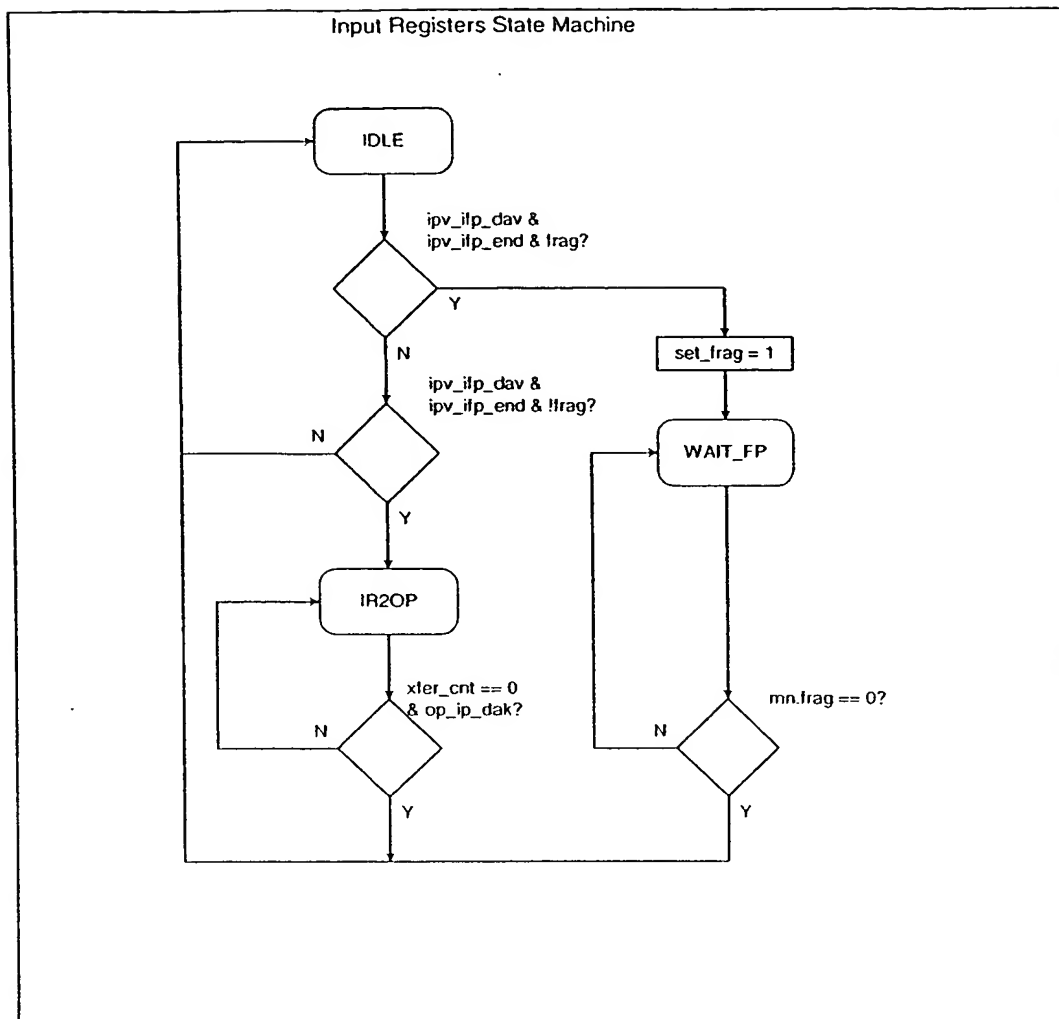 Input Registers State Machine
IDLE
ipv_ifp_dav &
ipv_ifp_end & frag?
Y
N
set_frag = 1
ipv_ifp_dav &
ipv_ifp_end & !frag?
N
WAIT_FP
Y
IR2OP
xfer_cnt == 0
& op_ip_dak?
mn.frag == 0?
N
N
Y
Y